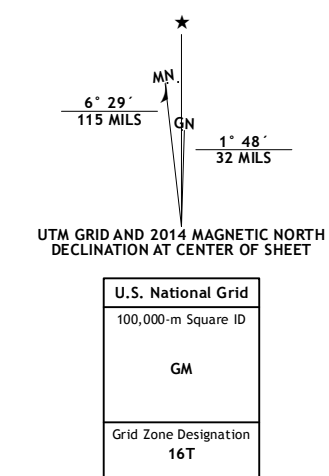 ★
MN
6° 29´
115 MILS
GN
1° 48´
32 MILS
UTM GRID AND 2014 MAGNETIC NORTH
DECLINATION AT CENTER OF SHEET
U.S. National Grid
100,000-m Square ID
GM
Grid Zone Designation
16T